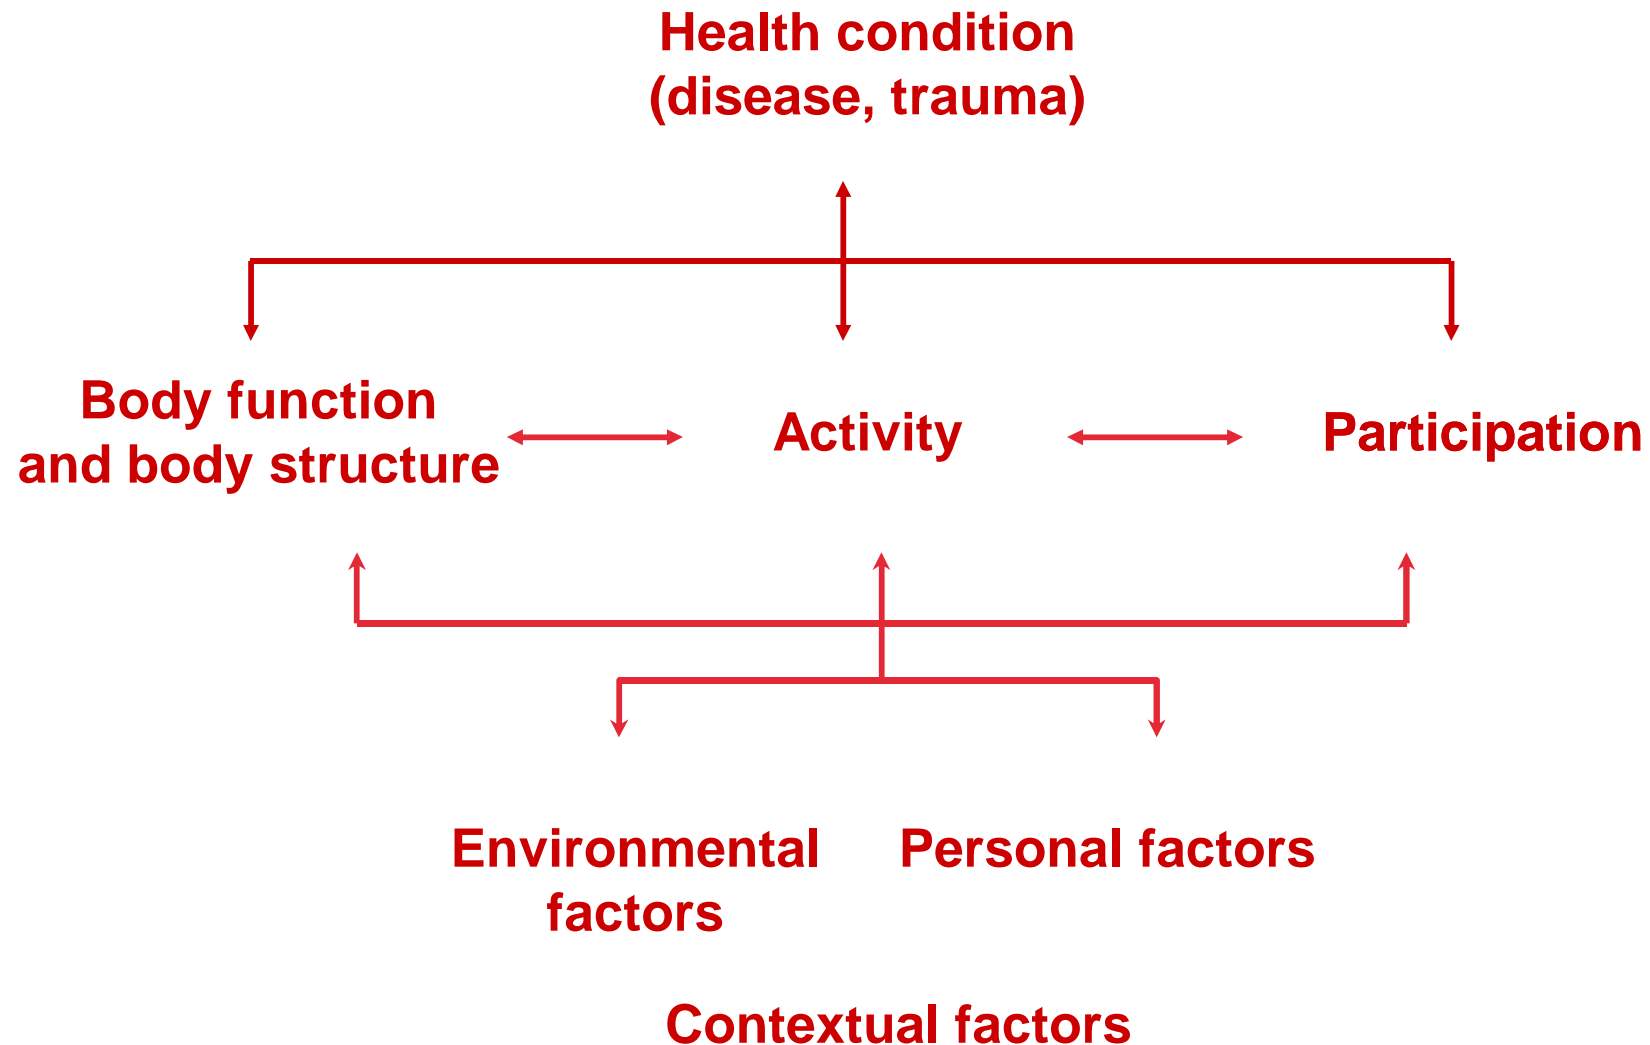 Health condition
(disease, trauma)
Body function
and body structure
Activity
Participation
Environmental
factors
Personal factors
Contextual factors